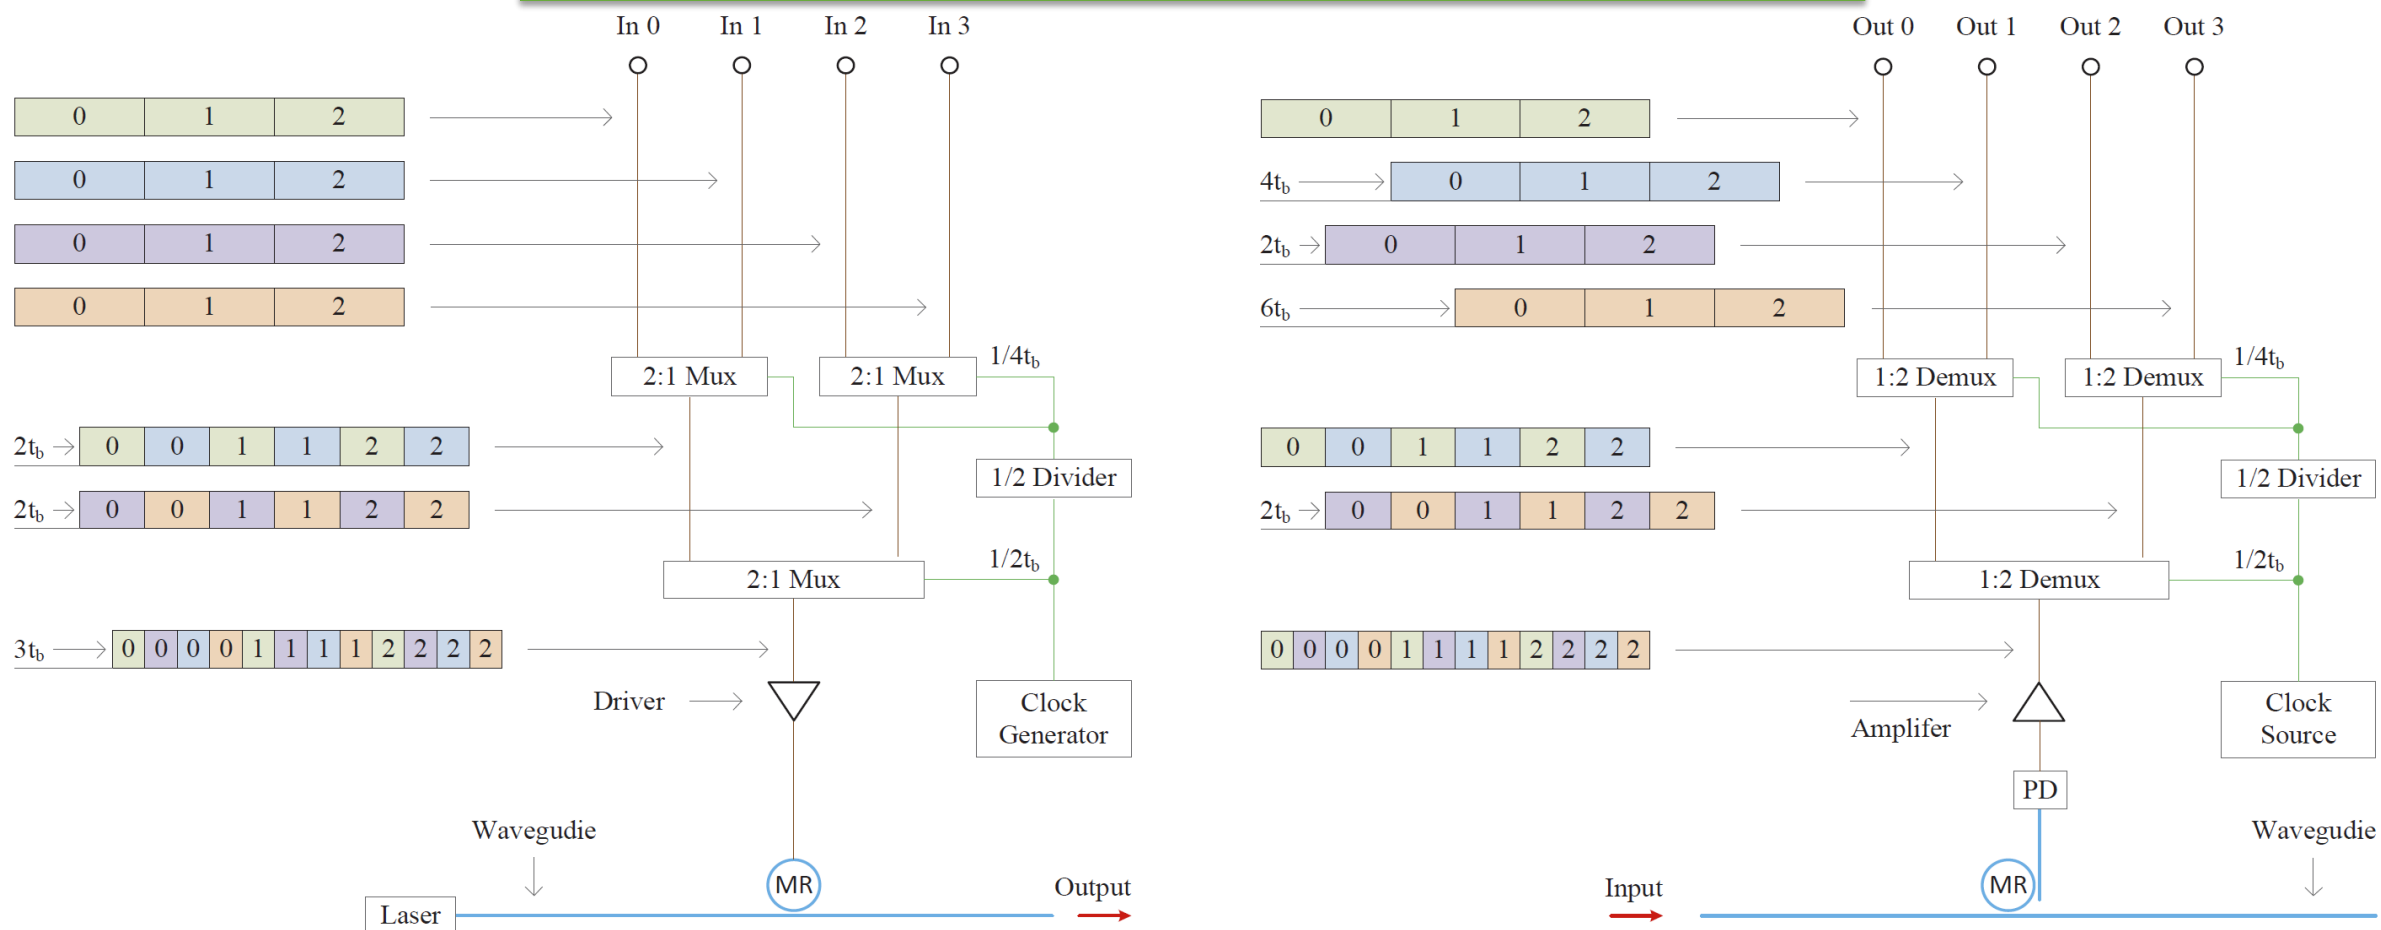 In 0 In 1 In 2 In 3
0 1 2
0 1 2
0 1 2
0 1 2
2:1 Mux 2:1 Mux 1/4tb
2tb 0 0 1 1 2 2
1/2 Divider
2tb 0 0 1 1 2 2
2:1 Mux 1/2tb
3tb 0 0 0 0 1 1 1 1 2 2 2 2
Driver
Clock
Generator
Wavegudie
MR
Output
Laser
Out 0 Out 1 Out 2 Out 3
0 1 2
4tb 0 1 2
2tb 0 1 2
6tb 0 1 2
1:2 Demux 1:2 Demux 1/4tb
0 0 1 1 2 2
1/2 Divider
2tb 0 0 1 1 2 2
1:2 Demux 1/2tb
0 0 0 0 1 1 1 1 2 2 2 2
Amplifer
Clock
Source
PD
Wavegudie
MR
Input